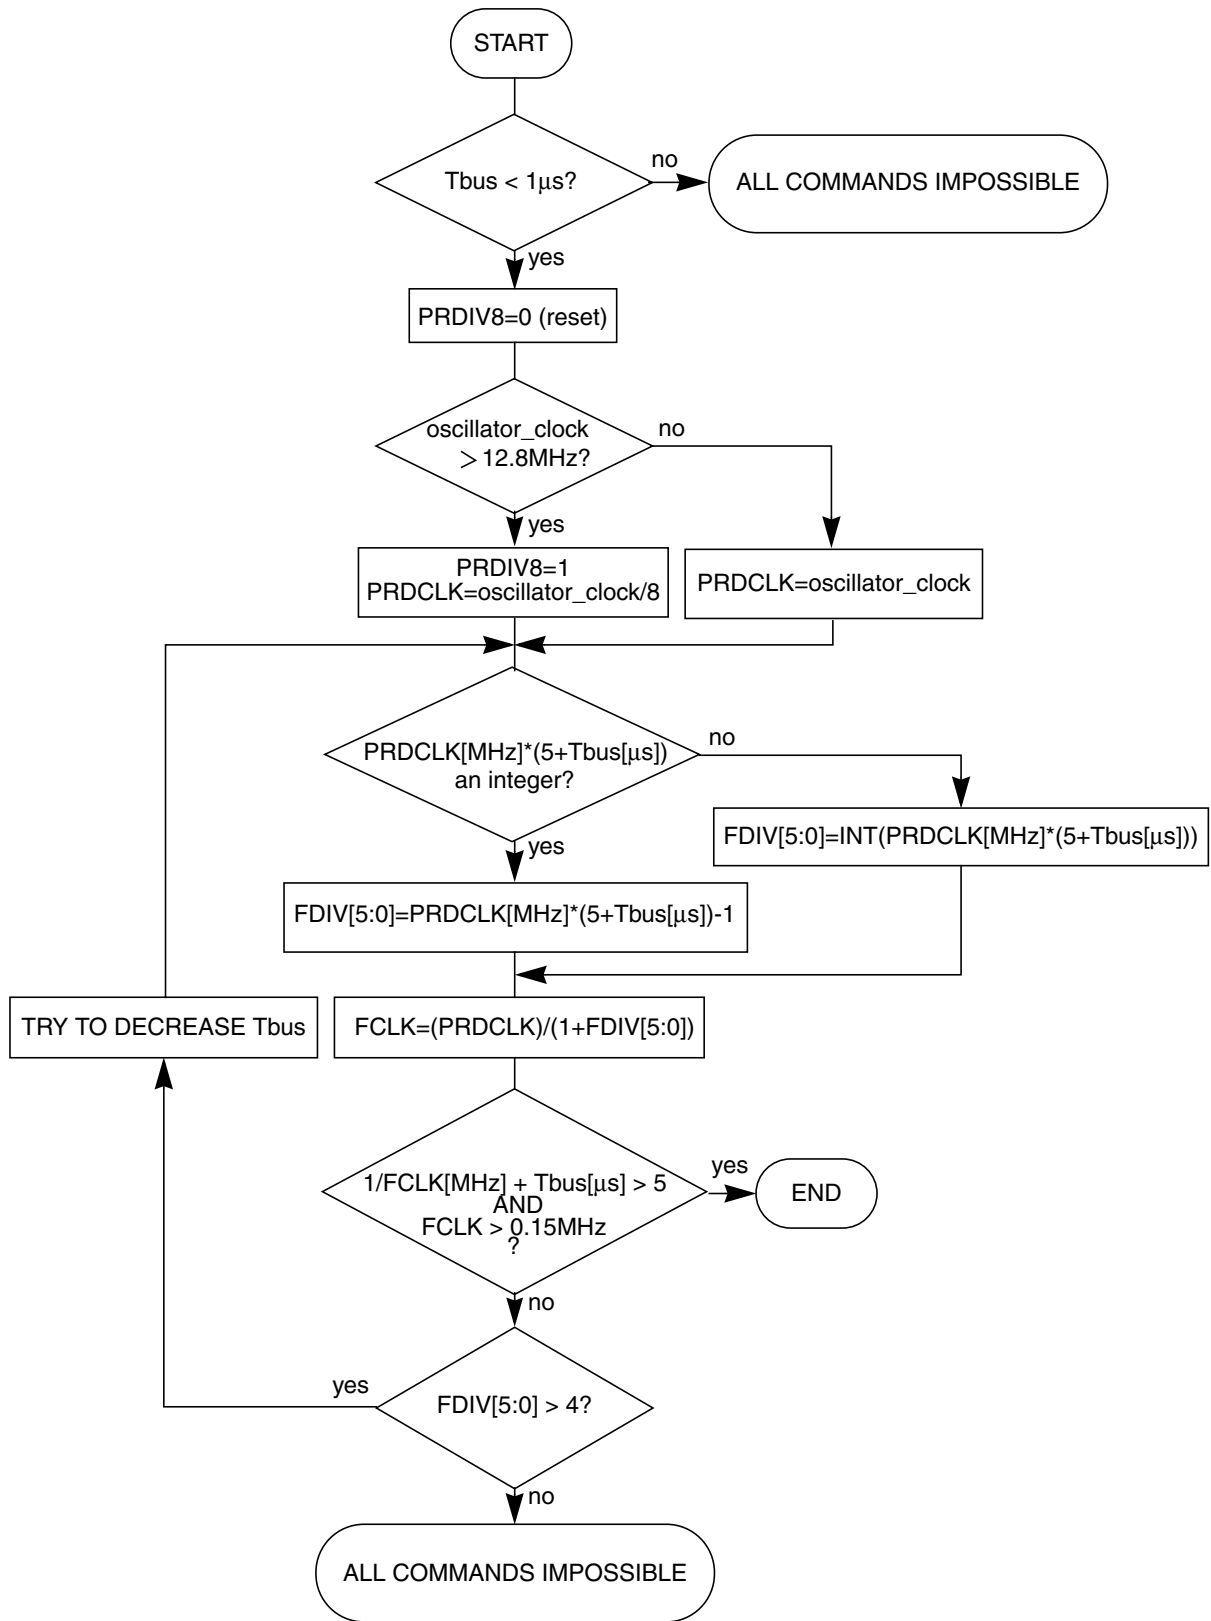 START
Tbus < 1μs?
no
ALL COMMANDS IMPOSSIBLE
yes
PRDIV8=0 (reset)
oscillator_clock
> 12.8MHz?
no
yes
PRDIV8=1
PRDCLK=oscillator_clock/8
PRDCLK=oscillator_clock
PRDCLK[MHz]*(5+Tbus[μs])
an integer?
no
yes
FDIV[5:0]=INT(PRDCLK[MHz]*(5+Tbus[μs]))
FDIV[5:0]=PRDCLK[MHz]*(5+Tbus[μs])-1
TRY TO DECREASE Tbus
FCLK=(PRDCLK)/(1+FDIV[5:0])
1/FCLK[MHz] + Tbus[μs] > 5
AND
FCLK > 0.15MHz
?
yes
END
no
FDIV[5:0] > 4?
yes
no
ALL COMMANDS IMPOSSIBLE